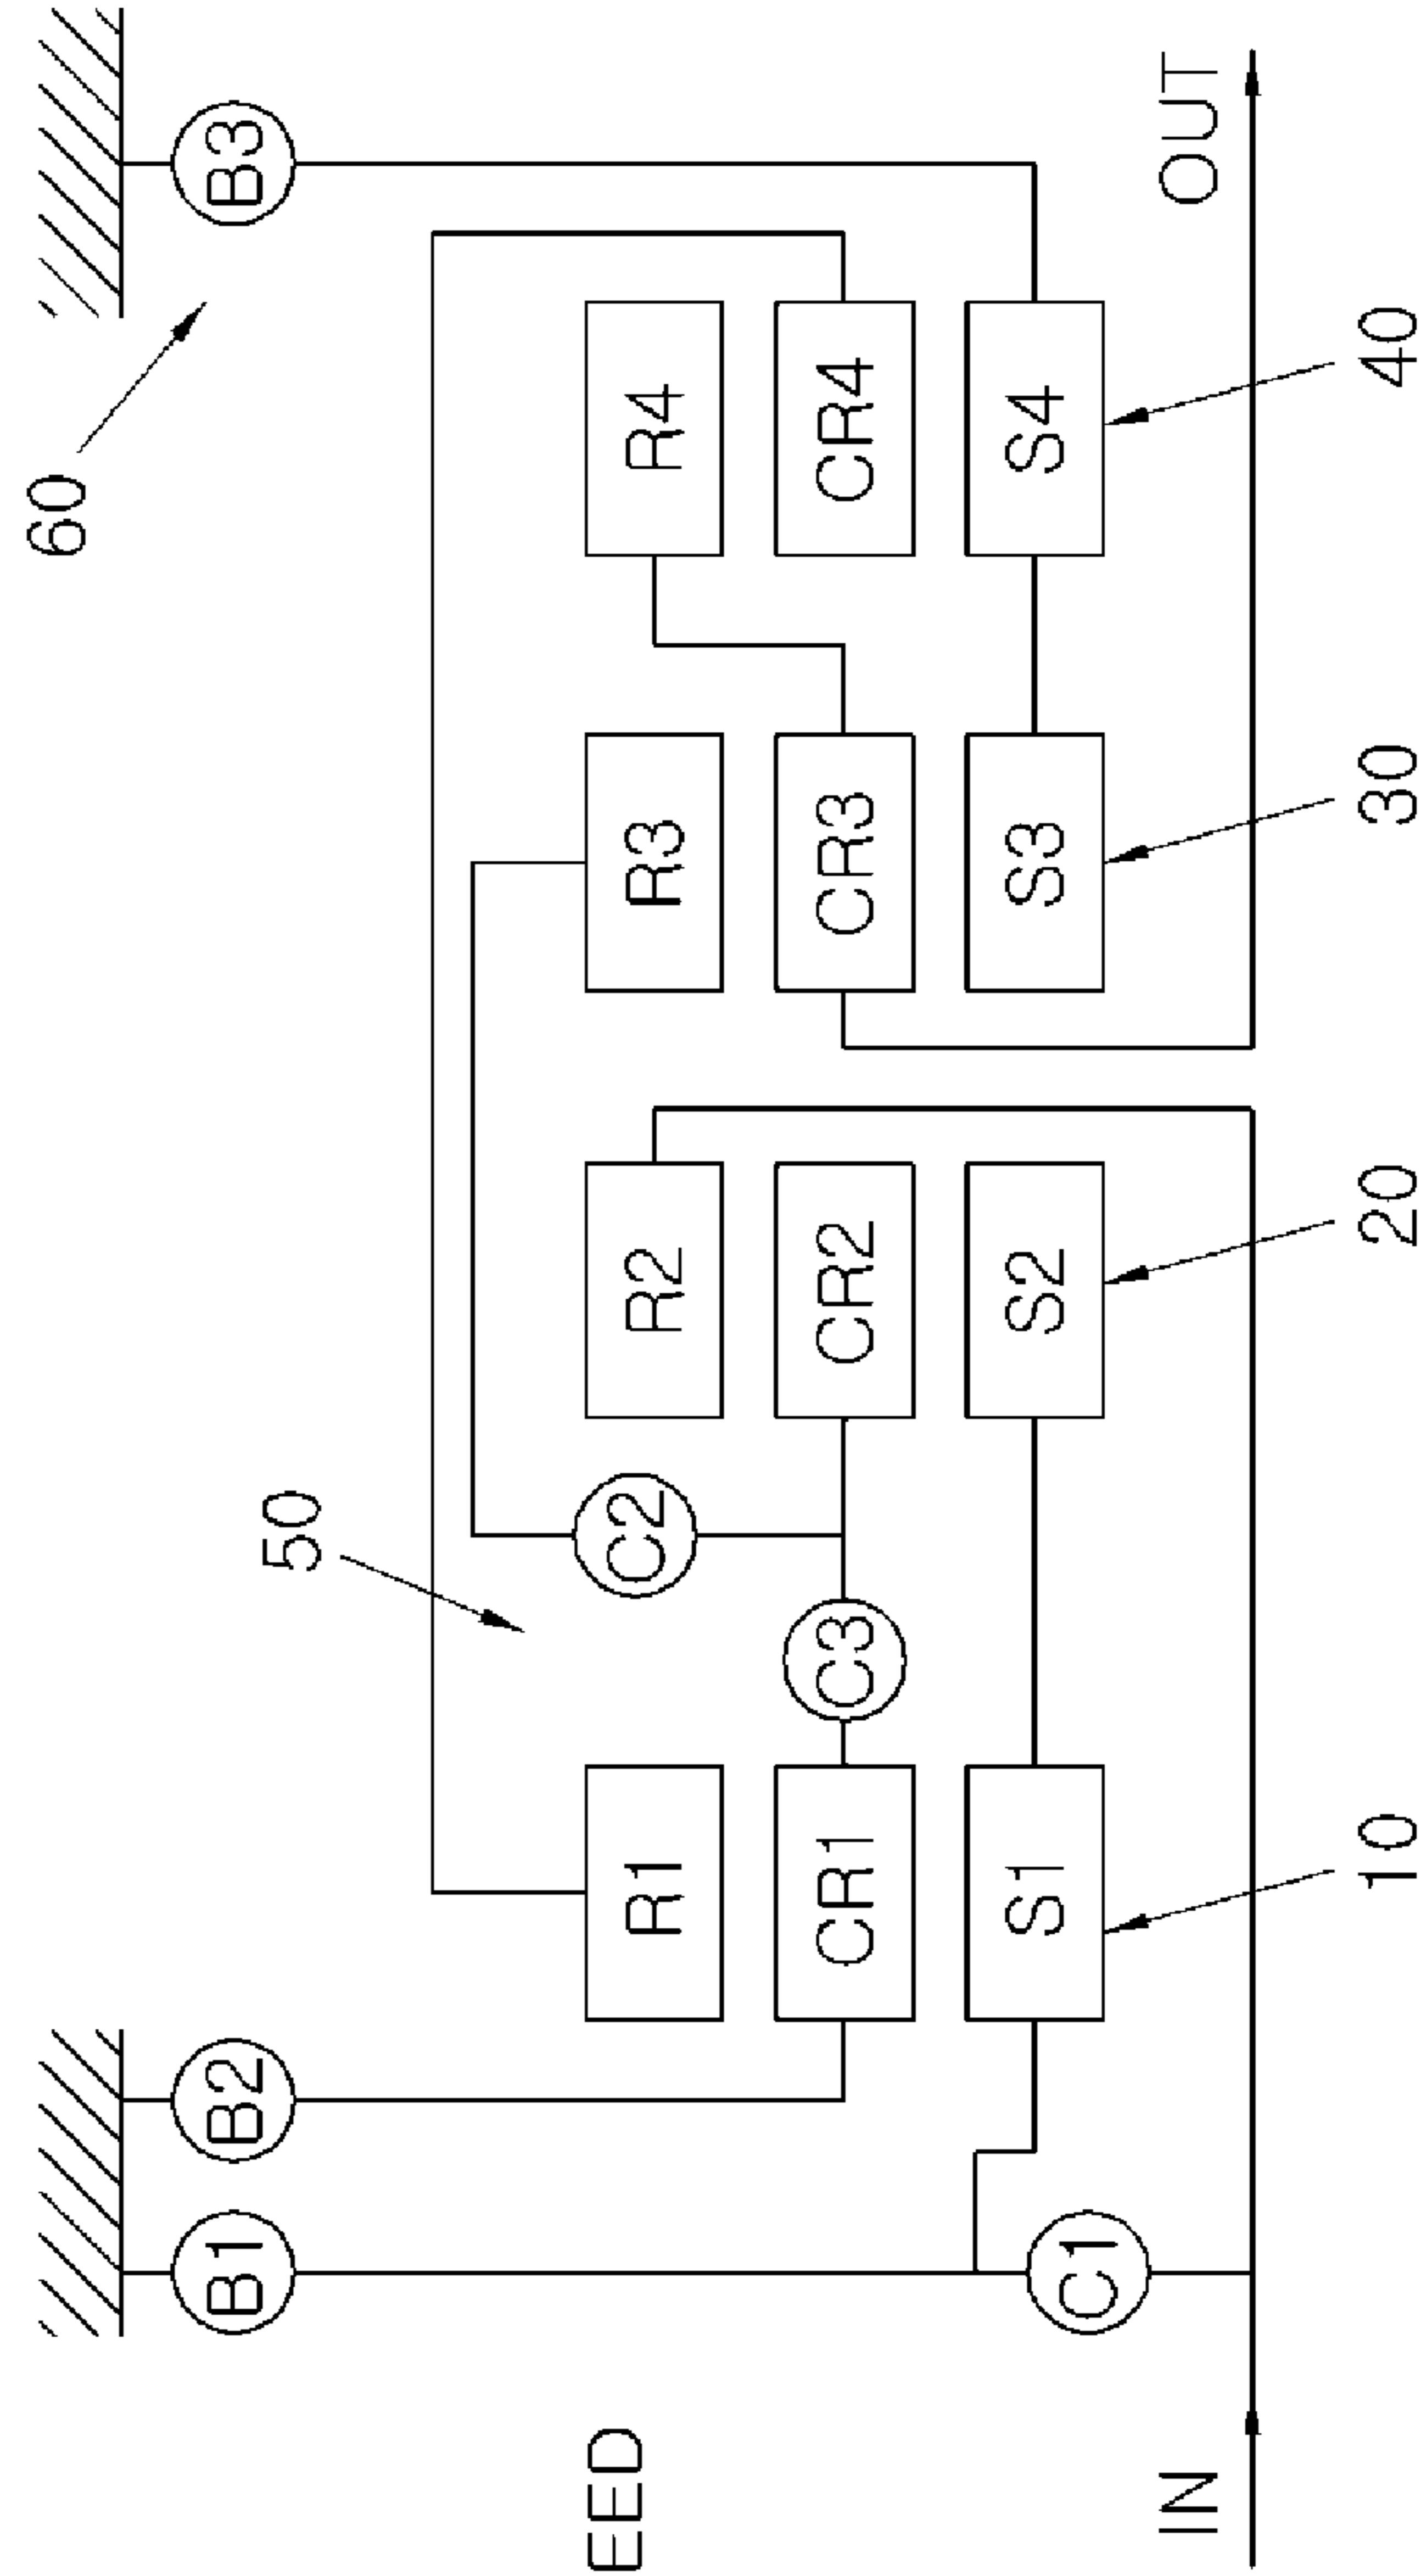 60
B1 B2 B3
50
EED R1 C2 R2 R3 R4
CR1 C3 CR2 CR3 CR4
S1 S2 S3 S4
C1
IN OUT
10 20 30 40